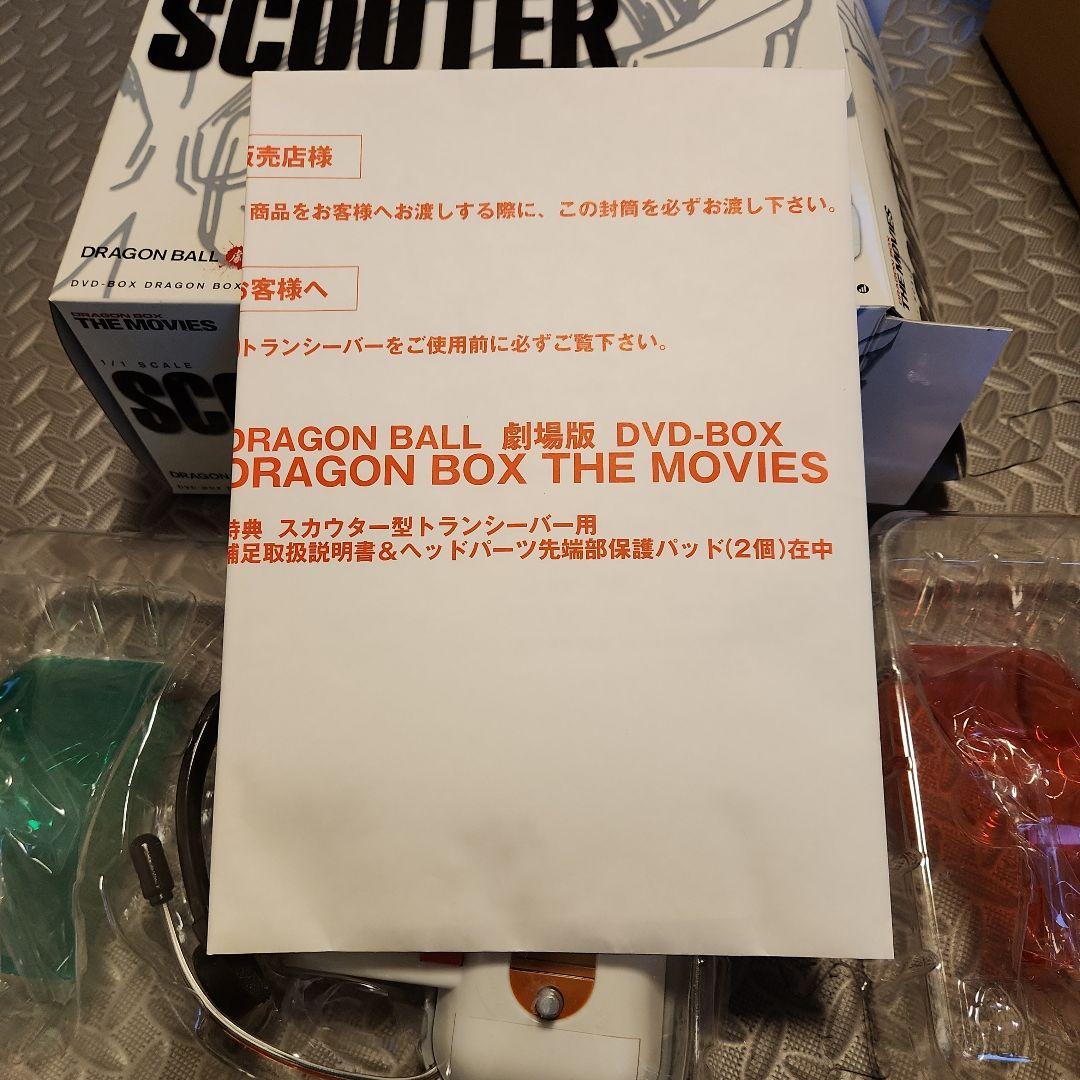 SCOUTER
DRAGON BALL
DVD-BOX DRAGON BOX
DRAGON BOX
THE MOVIES
1/1 SCALE
SCO
DRAGON
DRAGON BOX
THE MOVIES
販売店様
商品をお客様へお渡しする際に、この封筒を必ずお渡し下さい。
お客様へ
トランシーバーをご使用前に必ずご覧下さい。
DRAGON BALL 劇場版 DVD-BOX
DRAGON BOX THE MOVIES
特典 スカウター型トランシーバー用
補足取扱説明書&ヘッドパーツ先端部保護パッド(2個)在中